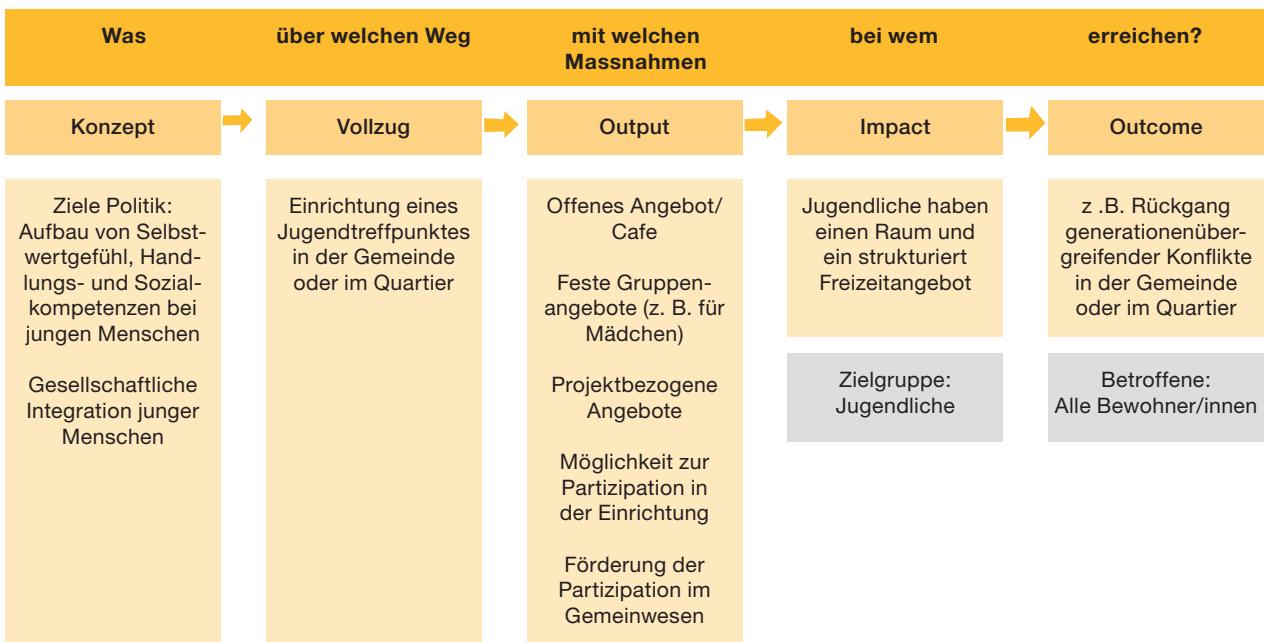 Was
über welchen Weg
mit welchen
Massnahmen
bei wem
erreichen?
Konzept
Vollzug
Output
Impact
Outcome
Ziele Politik:
Aufbau von Selbst-
wertgefühl, Hand-
lungs- und Sozial-
kompetenzen bei
jungen Menschen
Gesellschaftliche
Integration junger
Menschen
Einrichtung eines
Jugendtreffpunktes
in der Gemeinde
oder im Quartier
Offenes Angebot/
Cafe
Feste Gruppen-
angebote (z. B. für
Mädchen)
Projektbezogene
Angebote
Möglichkeit zur
Partizipation in
der Einrichtung
Förderung der
Partizipation im
Gemeinwesen
Jugendliche haben
einen Raum und
ein strukturiert
Freizeitangebot
Zielgruppe:
Jugendliche
z .B. Rückgang
generationenüber-
greifender Konflikte
in der Gemeinde
oder im Quartier
Betroffene:
Alle Bewohner/innen